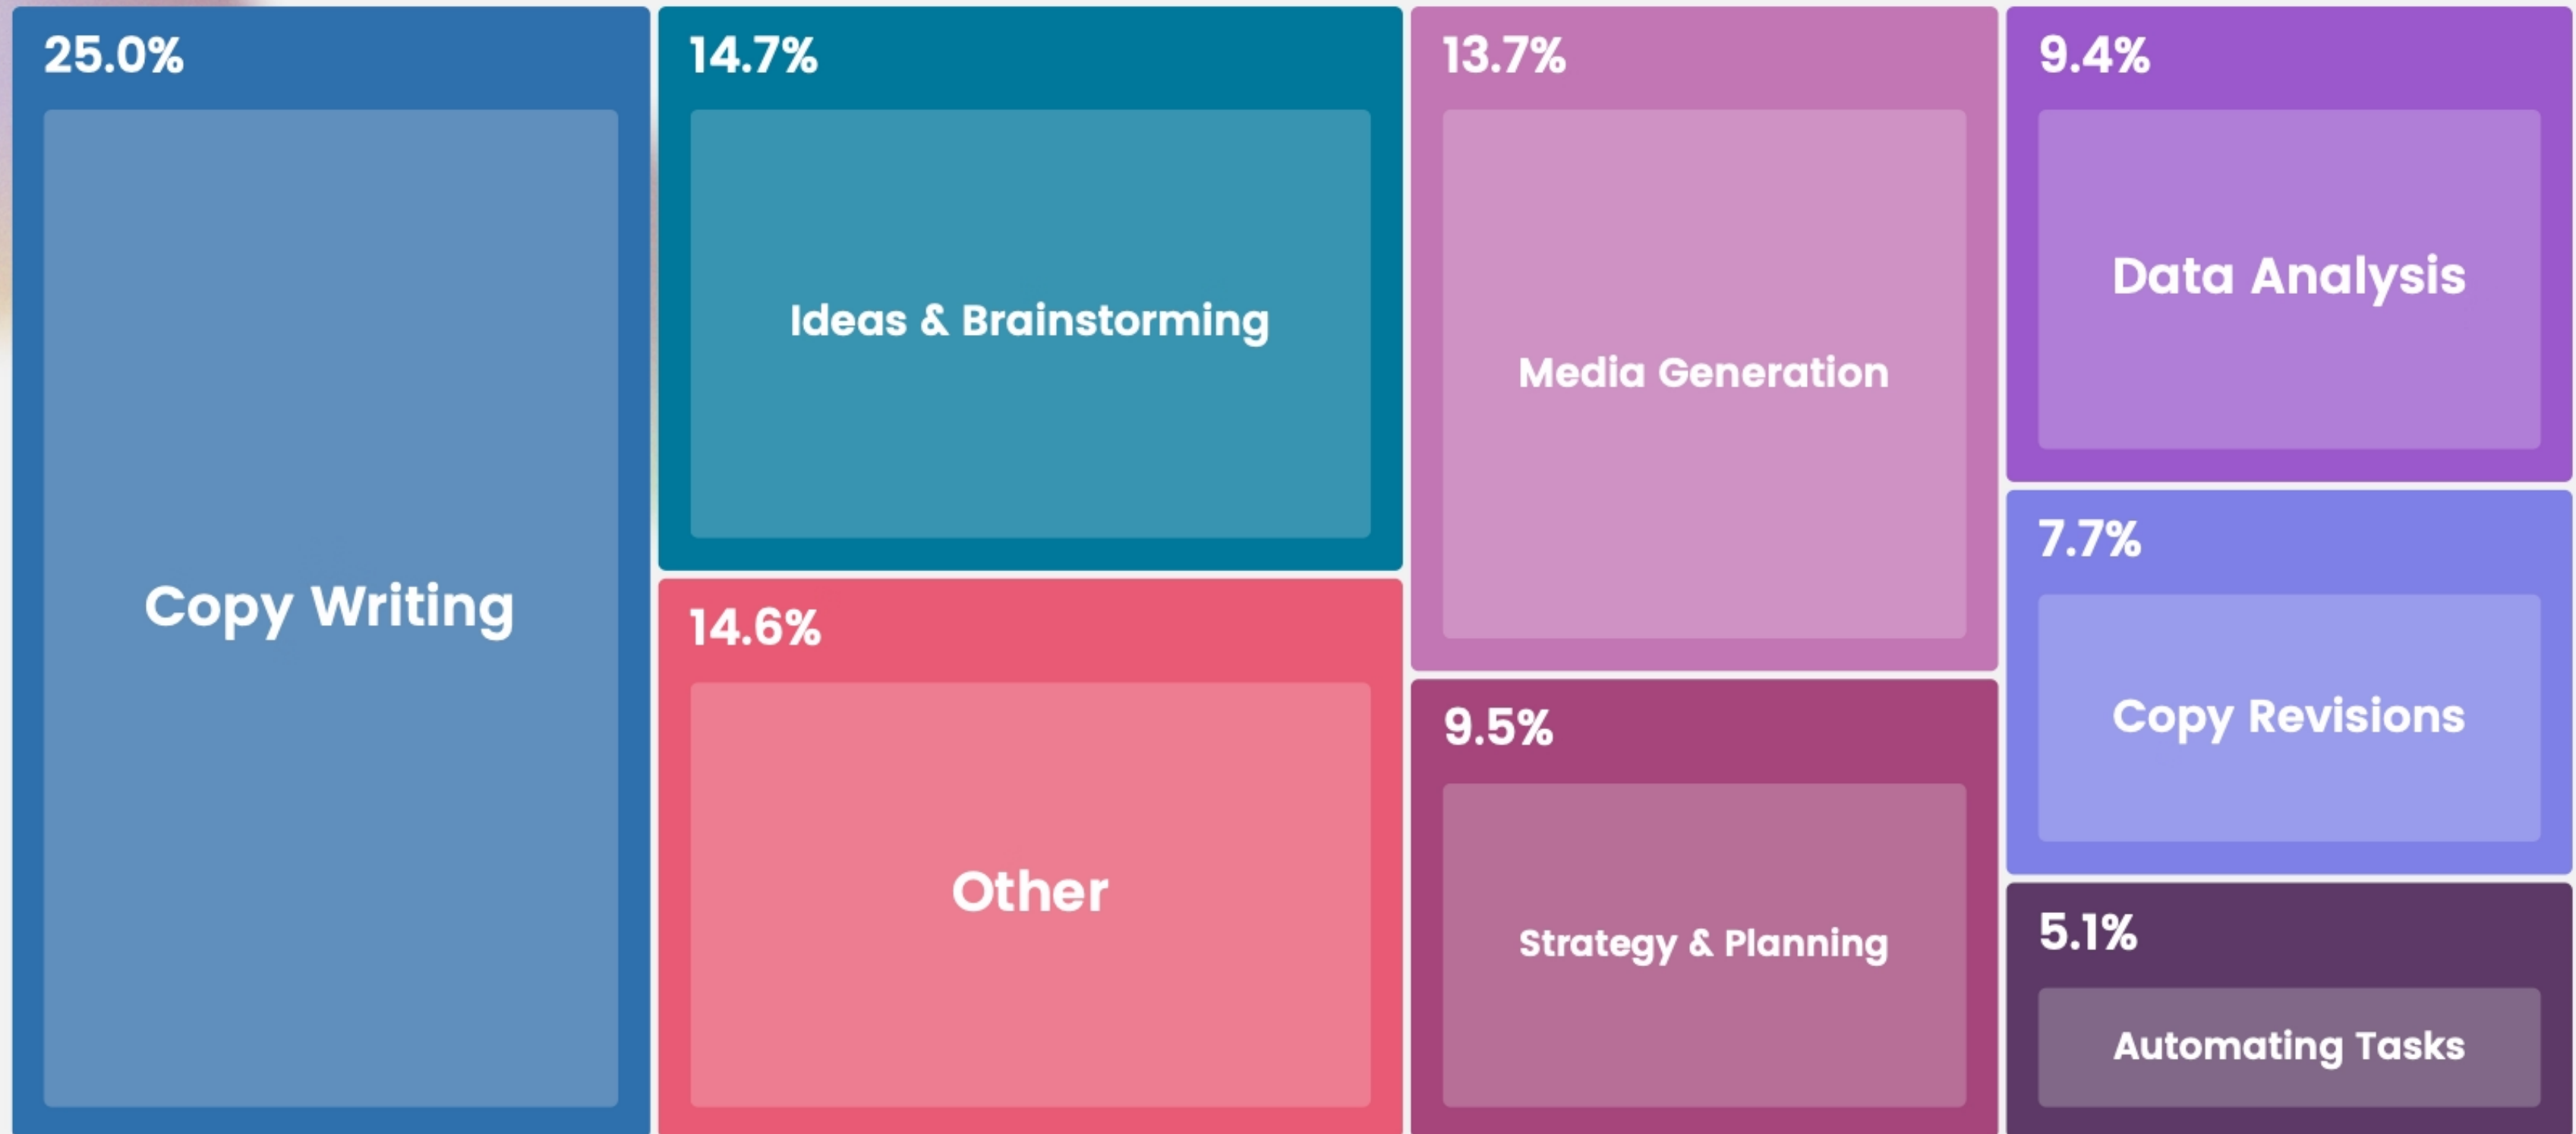 25.0%
Copy Writing
14.7%
Ideas & Brainstorming
14.6%
Other
13.7%
Media Generation
9.5%
Strategy & Planning
9.4%
Data Analysis
7.7%
Copy Revisions
5.1%
Automating Tasks